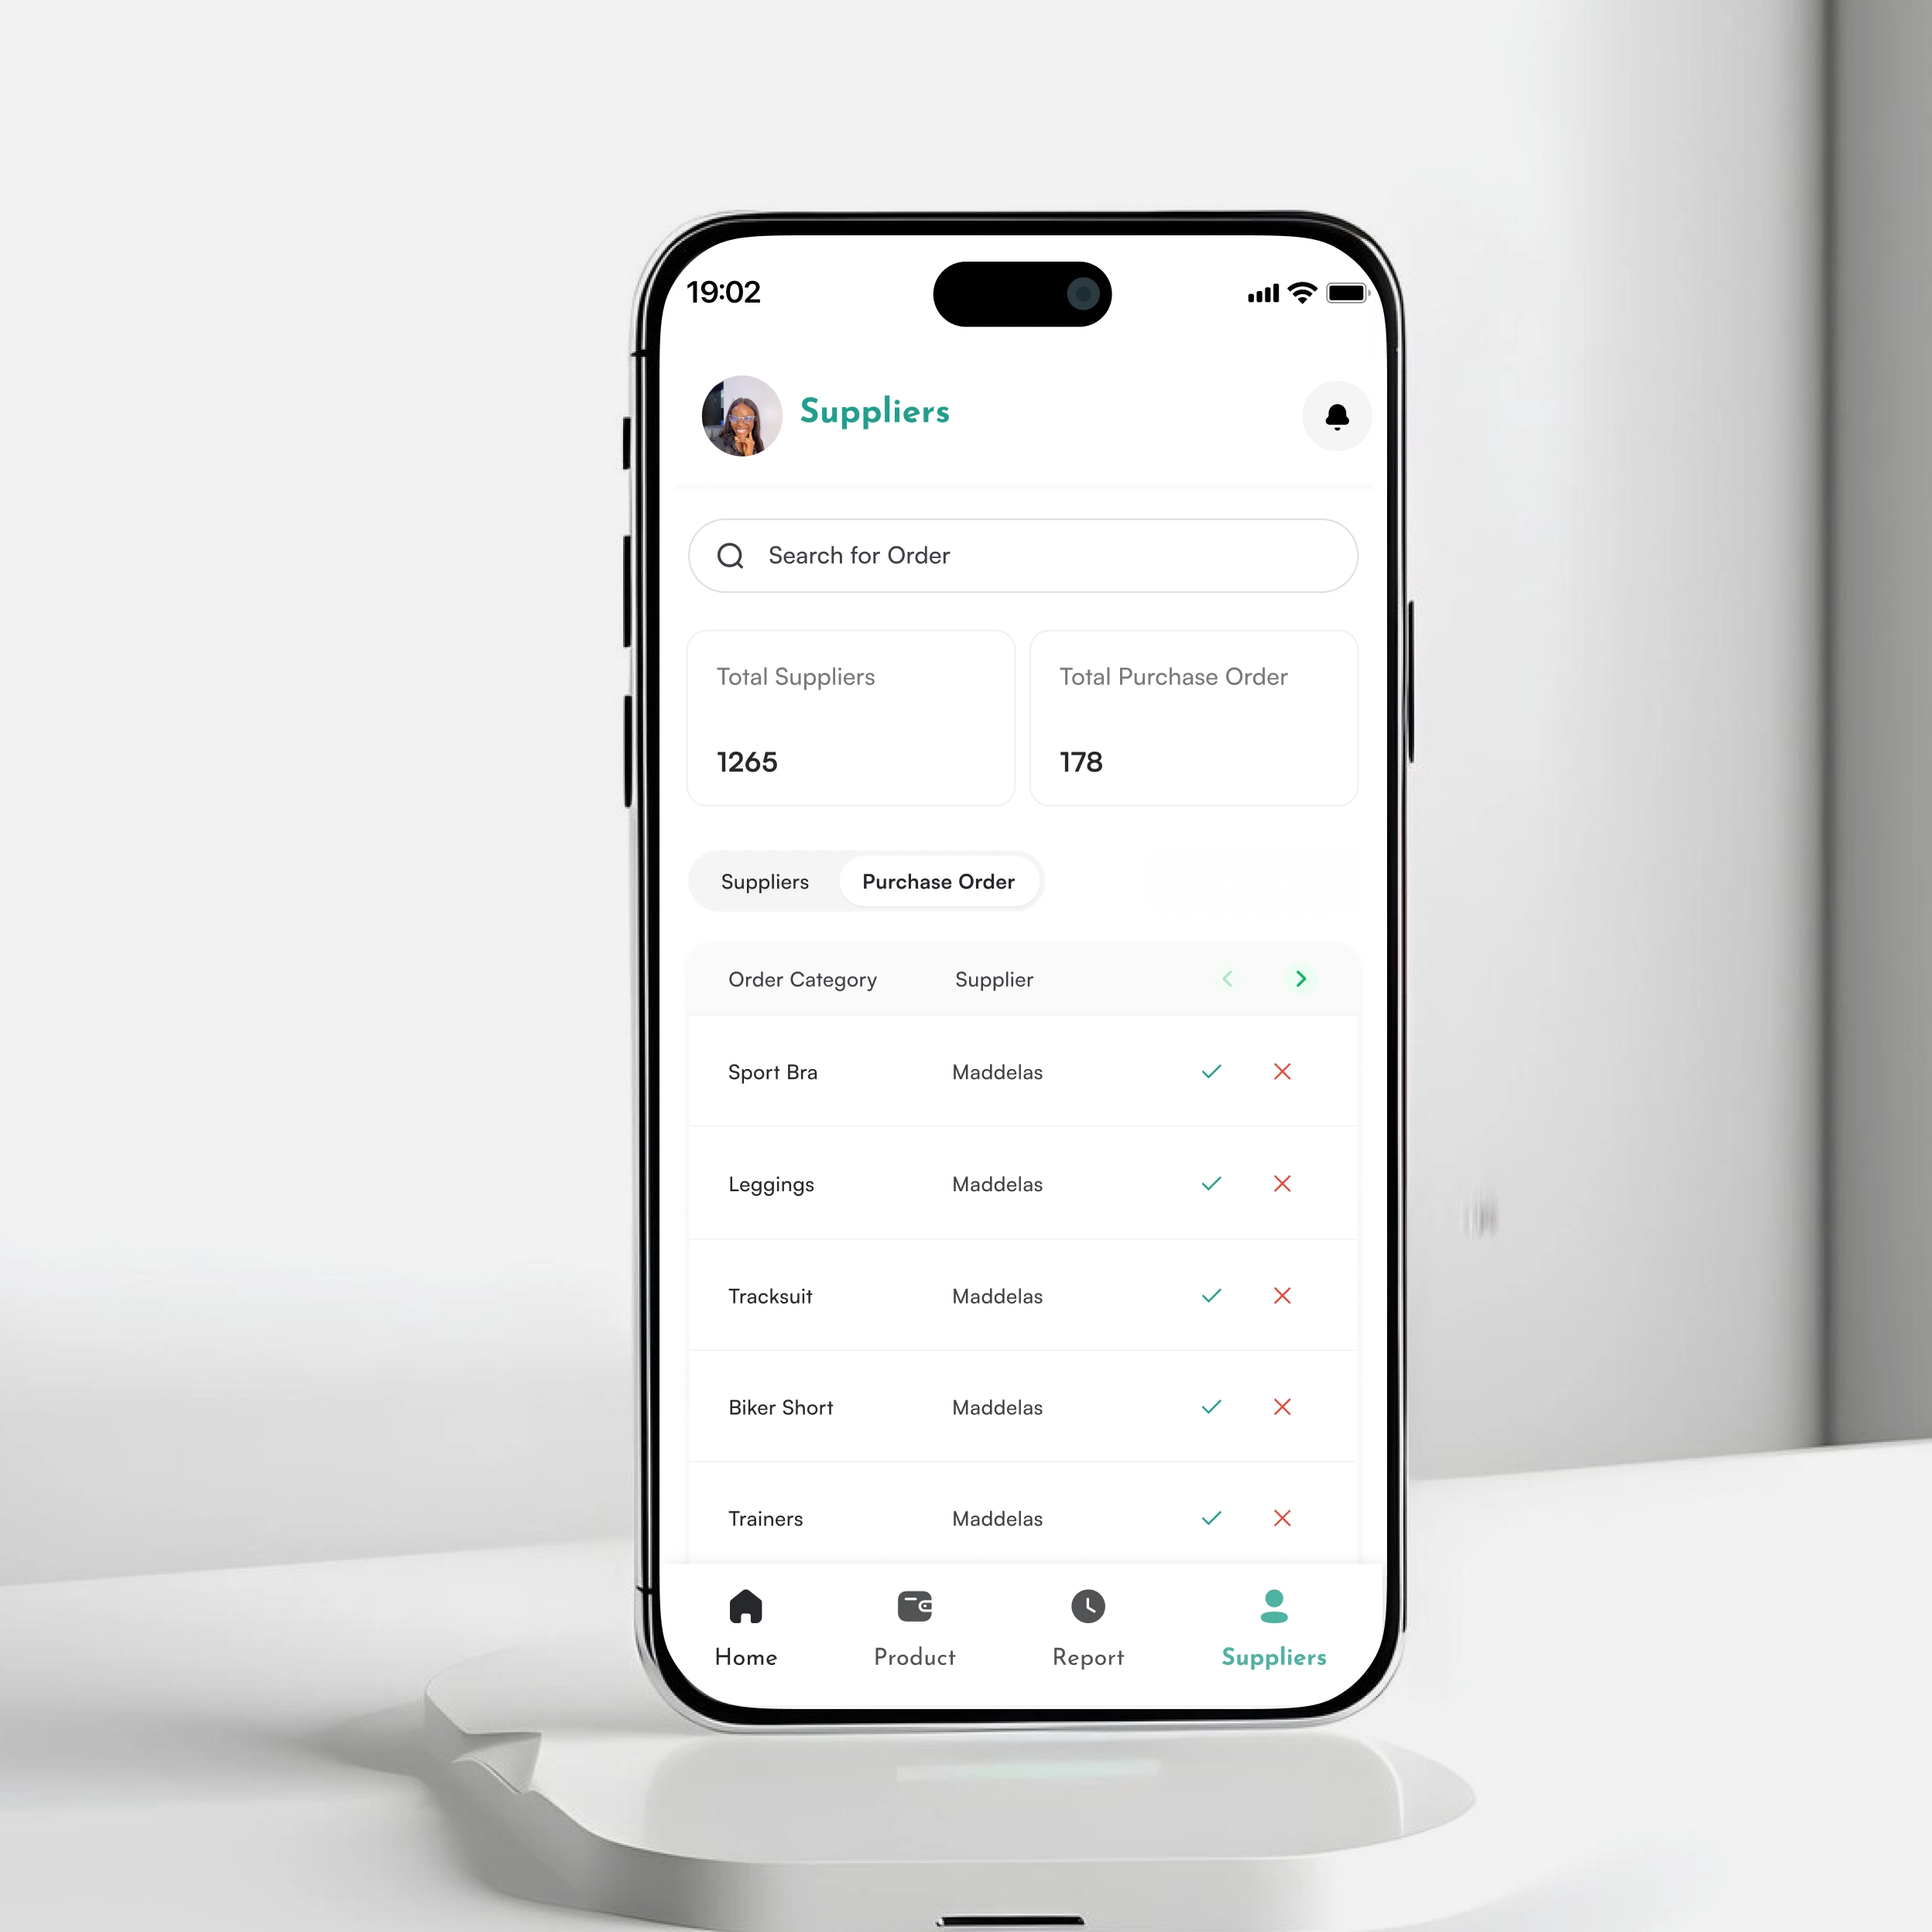 19:02
Suppliers
Search for Order
Total Suppliers
Total Purchase Order
1265
178
Suppliers
Purchase Order
Order Category
Supplier
Sport Bra
Maddelas
Leggings
Maddelas
Tracksuit
Maddelas
Biker Short
Maddelas
Trainers
Maddelas
Home
Product
Report
Suppliers